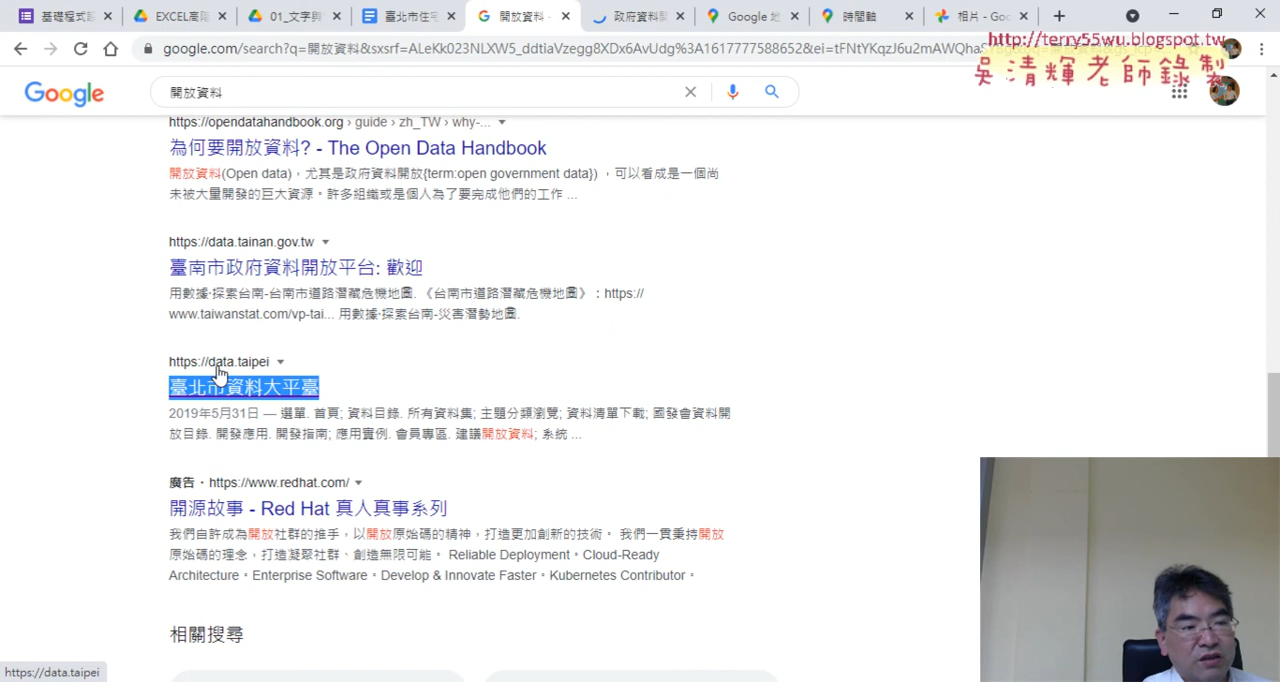 基礎程式設
EXCEL高階
01_文字與
臺北市住宅
開放資料 -
政府資料開
Google 地
時間軸
相片 - Goo
google.com/search?q=開放資料&sxsrf=ALeKk023NLXW5_ddtiaVzegg8XDx6AvUdg%3A1617777588652&ei=tFNtYKqzJ6u2mAWQha
http://terry55wu.blogspot.tw
吳清輝老師錄製
Google
開放資料
https://opendatahandbook.org › guide › zh_TW › why-...
為何要開放資料? - The Open Data Handbook
開放資料(Open data)，尤其是政府資料開放{term:open government data})，可以看成是一個尚
未被大量開發的巨大資源。許多組織或是個人為了要完成他們的工作 ...
https://data.tainan.gov.tw
臺南市政府資料開放平台: 歡迎
用數據‧探索台南-台南市道路潛藏危機地圖. 《台南市道路潛藏危機地圖》：https://
www.taiwanstat.com/vp-tai... 用數據‧探索台南-災害潛勢地圖.
https://data.taipei
臺北市資料大平臺
2019年5月31日 — 選單. 首頁; 資料目錄. 所有資料集; 主題分類瀏覽; 資料清單下載; 國發會資料開
放目錄. 開發應用. 開發指南; 應用實例. 會員專區. 建議開放資料; 系統 ...
廣告・https://www.redhat.com/
開源故事 - Red Hat 真人真事系列
我們自許成為開放社群的推手，以開放原始碼的精神，打造更加創新的技術。 我們一貫秉持開放
原始碼的理念，打造凝聚社群、創造無限可能。 Reliable Deployment。Cloud-Ready
Architecture。Enterprise Software。Develop & Innovate Faster。Kubernetes Contributor。
相關搜尋
https://data.taipei